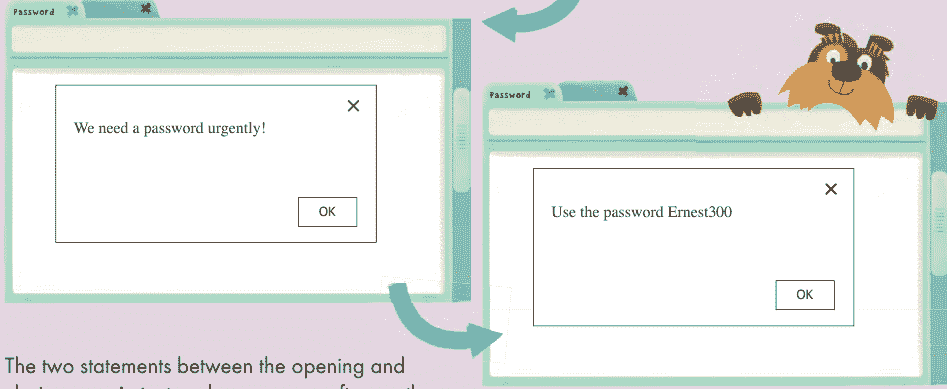 Password
We need a password urgently!
OK
Password
Use the password Ernest300
OK
The two statements between the opening and